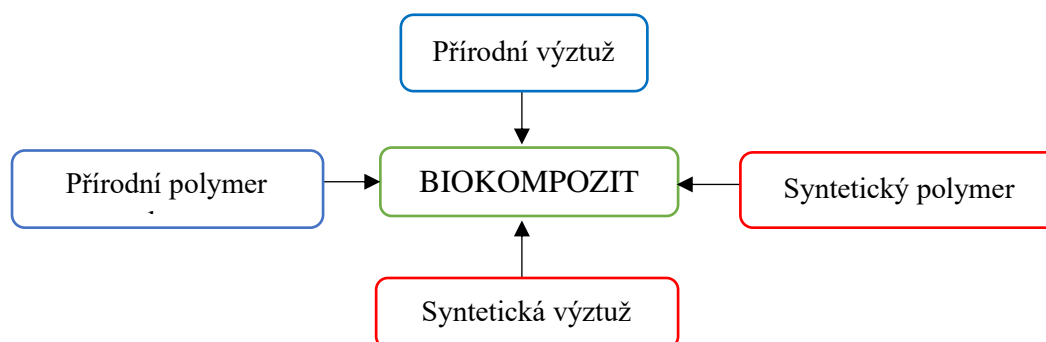 Přírodní výztuž
Přírodní polymer
BIOKOMPOZIT
Syntetický polymer
Syntetická výztuž